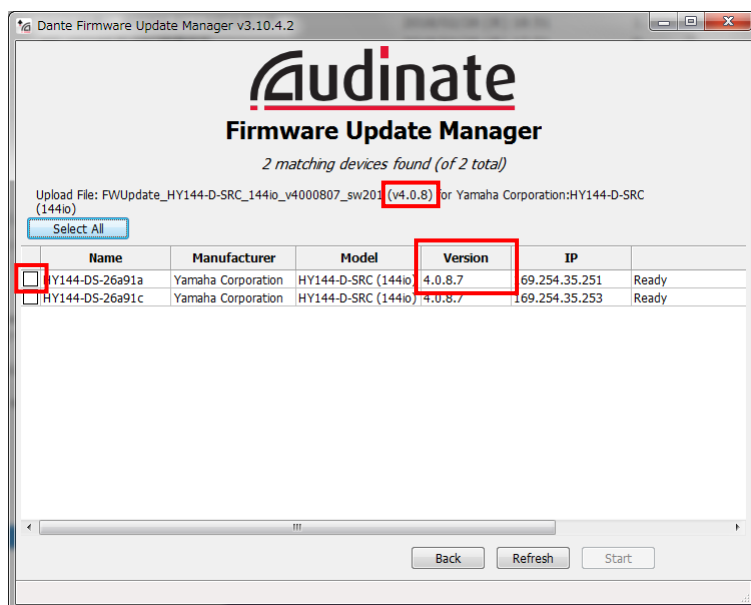 Dante Firmware Update Manager v3.10.4.2
Audinate
Firmware Update Manager
2 matching devices found (of 2 total)
Upload File: FWUpdate_HY144-D-SRC_144io_v4000807_sw201 (v4.0.8) for Yamaha Corporation:HY144-D-SRC
(144io)
Select All
Name Manufacturer Model Version IP
HY144-DS-26a91a Yamaha Corporation HY144-D-SRC (144io) 4.0.8.7 169.254.35.251 Ready
HY144-DS-26a91c Yamaha Corporation HY144-D-SRC (144io) 4.0.8.7 169.254.35.253 Ready
Back Refresh Start